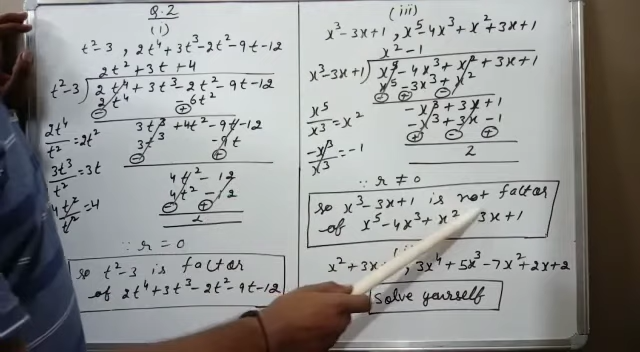 Q.2
(i)
t²-3 , 2t⁴+3t³-2t²-9t-12
2t²+3t+4
t²-3) 2t⁴+3t³-2t²-9t-12
2t⁴ -6t²
⊖ ⊕
2t⁴/t² = 2t²
3t³+4t²-9t-12
3t³ -9t
⊖ ⊕
3t³/t² = 3t
4t²-12
4t²-12
⊖ ⊕
4t²/t² = 4
∵ r = 0
so t²-3 is factor
of 2t⁴+3t³-2t²-9t-12
(iii)
x³-3x+1 , x⁵-4x³+x²+3x+1
x²-1
x³-3x+1) x⁵-4x³+x²+3x+1
x⁵-3x³+x²
⊖ ⊕ ⊖
x⁵/x³ = x²
-x³+3x+1
-x³+3x-1
⊕ ⊖ ⊕
-x³/x³ = -1
2
∵ r ≠ 0
so x³-3x+1 is not factor
of x⁵-4x³+x² 3x+1
x²+3x , 3x⁴+5x³-7x²+2x+2
Solve yourself